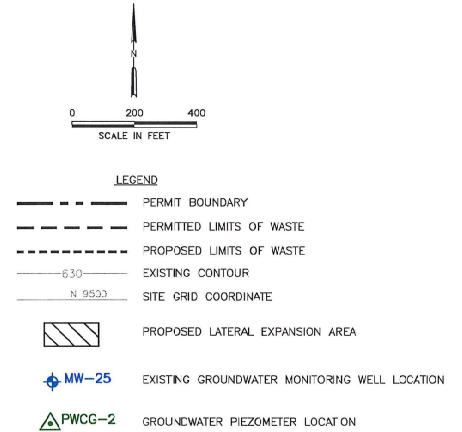 N
0 200 400
SCALE IN FEET
LEGEND
PERMIT BOUNDARY
PERMITTED LIMITS OF WASTE
PROPOSED LIMITS OF WASTE
630 EXISTING CONTOUR
N 9500 SITE GRID COORDINATE
PROPOSED LATERAL EXPANSION AREA
MW-25 EXISTING GROUNDWATER MONITORING WELL LOCATION
PWCG-2 GROUNDWATER PIEZOMETER LOCATION